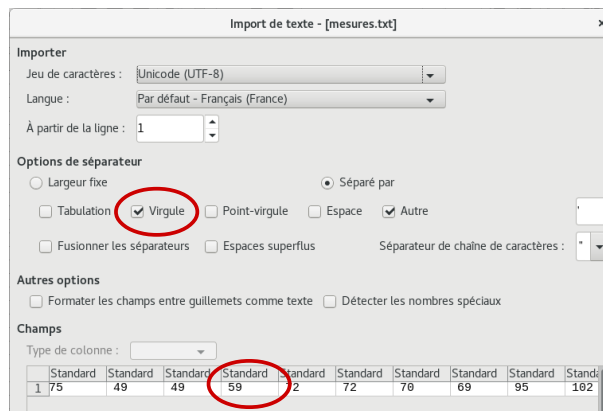 Import de texte - [mesures.txt]
Importer
Jeu de caractères : Unicode (UTF-8)
Langue : Par défaut - Français (France)
À partir de la ligne : 1
Options de séparateur
Largeur fixe Séparé par
Tabulation Virgule Point-virgule Espace Autre '
Fusionner les séparateurs Espaces superflus Séparateur de chaîne de caractères : "
Autres options
Formater les champs entre guillemets comme texte Détecter les nombres spéciaux
Champs
Type de colonne :
Standard Standard Standard Standard Standard Standard Standard Standard Standard Standa
1 75 49 49 59 72 72 70 69 95 102